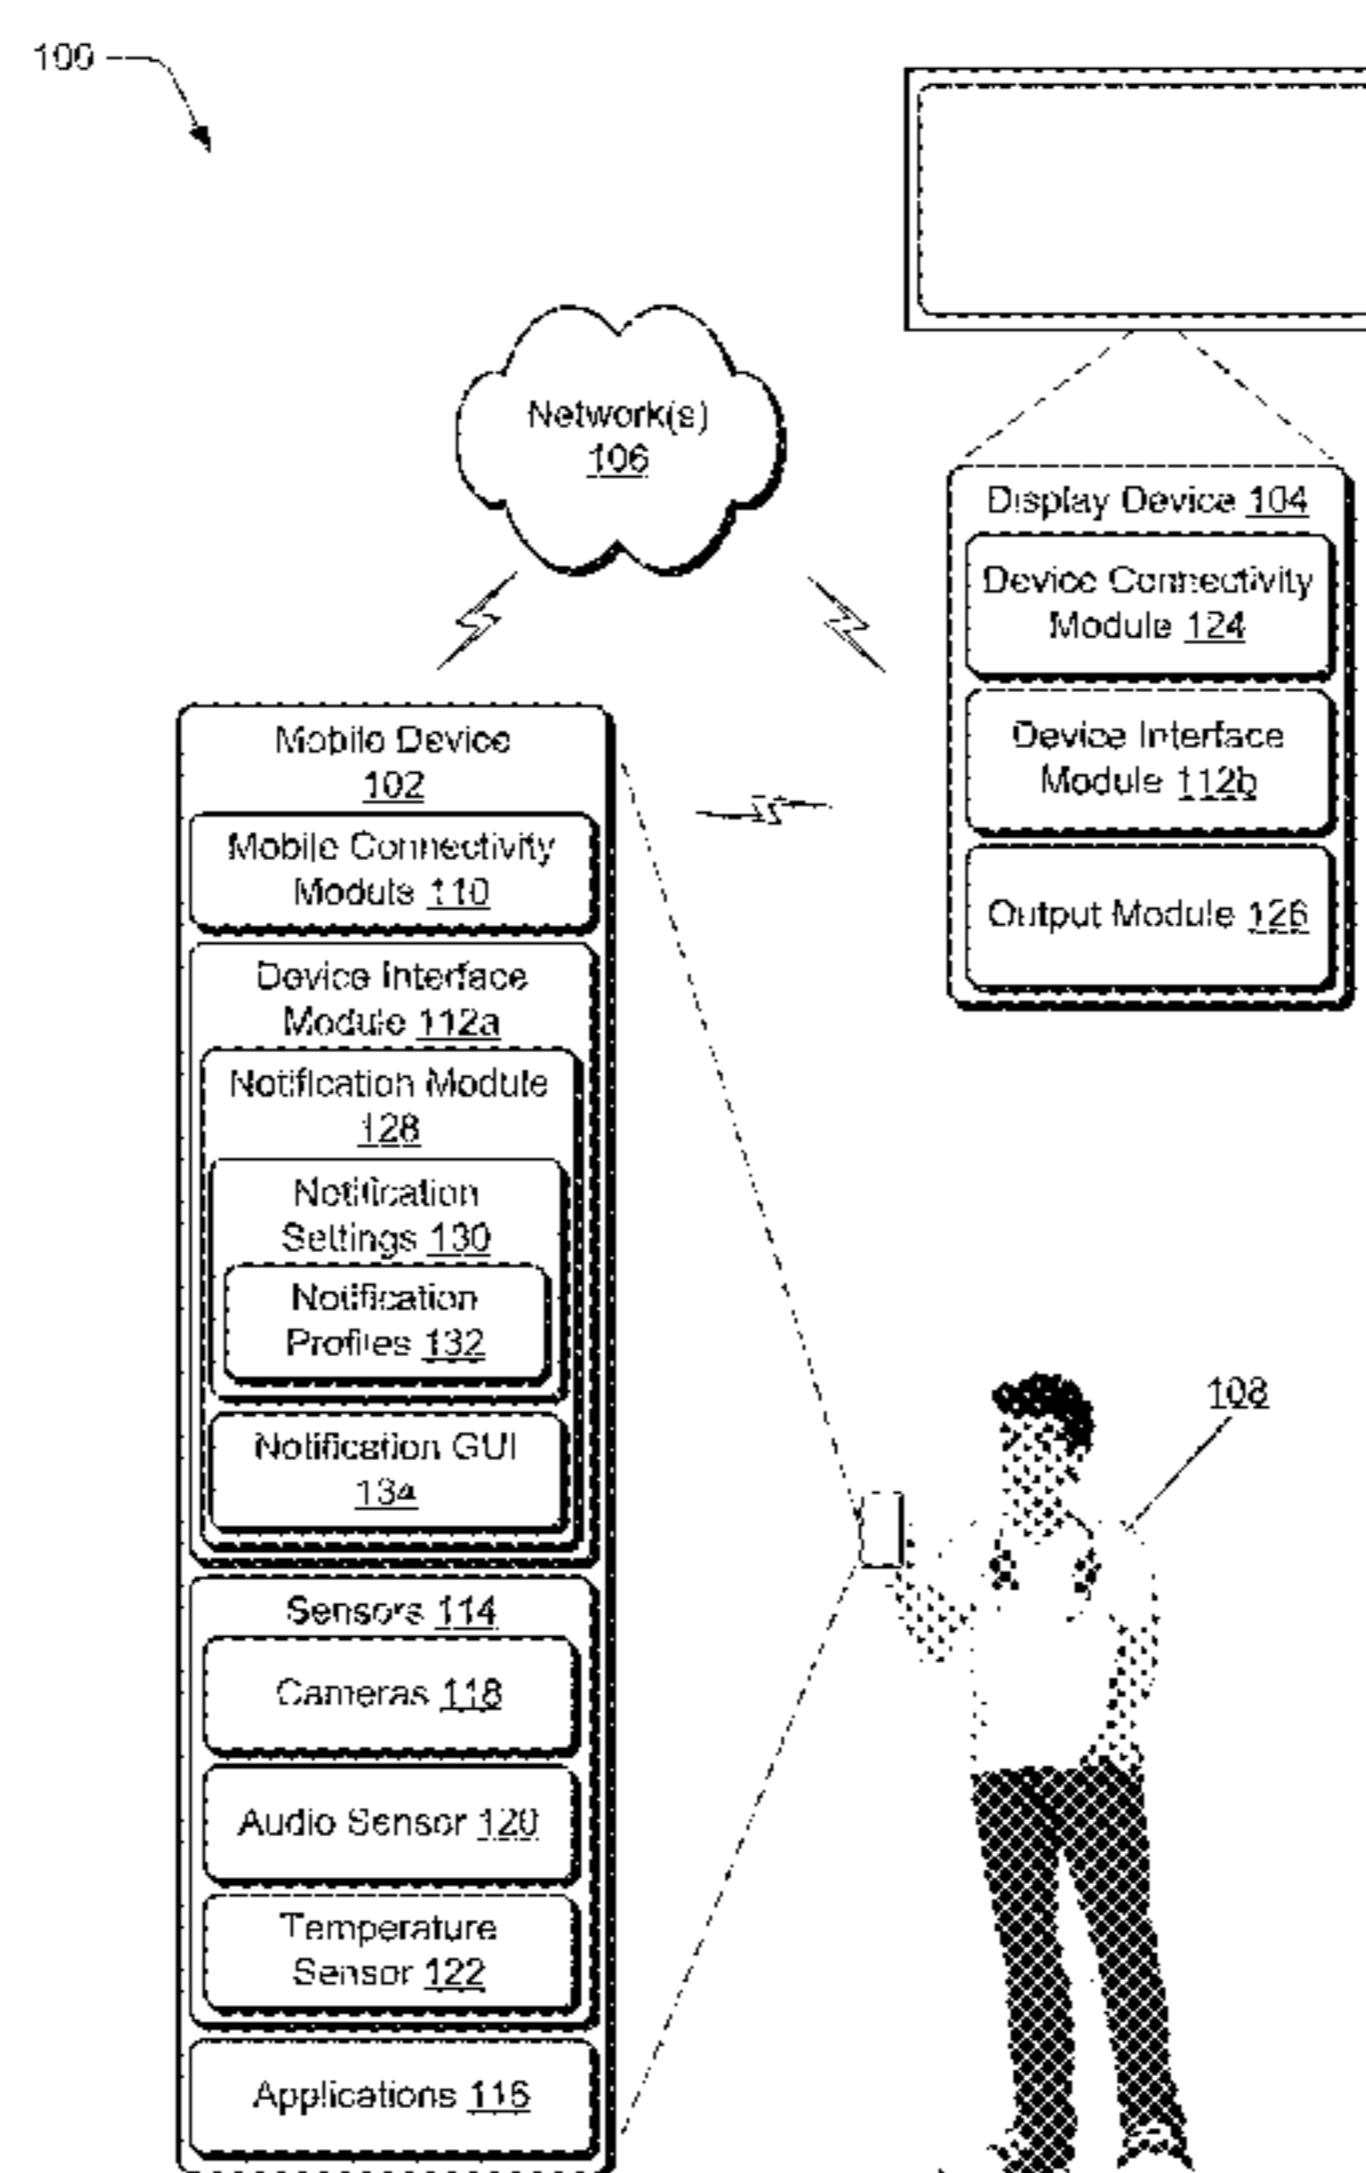 100
Network(s)
106
Display Device 104
Device Connectivity
Module 124
Device Interface
Module 112b
Output Module 126
Mobile Device
102
Mobile Connectivity
Module 110
Device Interface
Module 112a
Notification Module
128
Notification
Settings 130
Notification
Profiles 132
Notification GUI
134
Sensors 114
Cameras 118
Audio Sensor 120
Temperature
Sensor 122
Applications 116
108